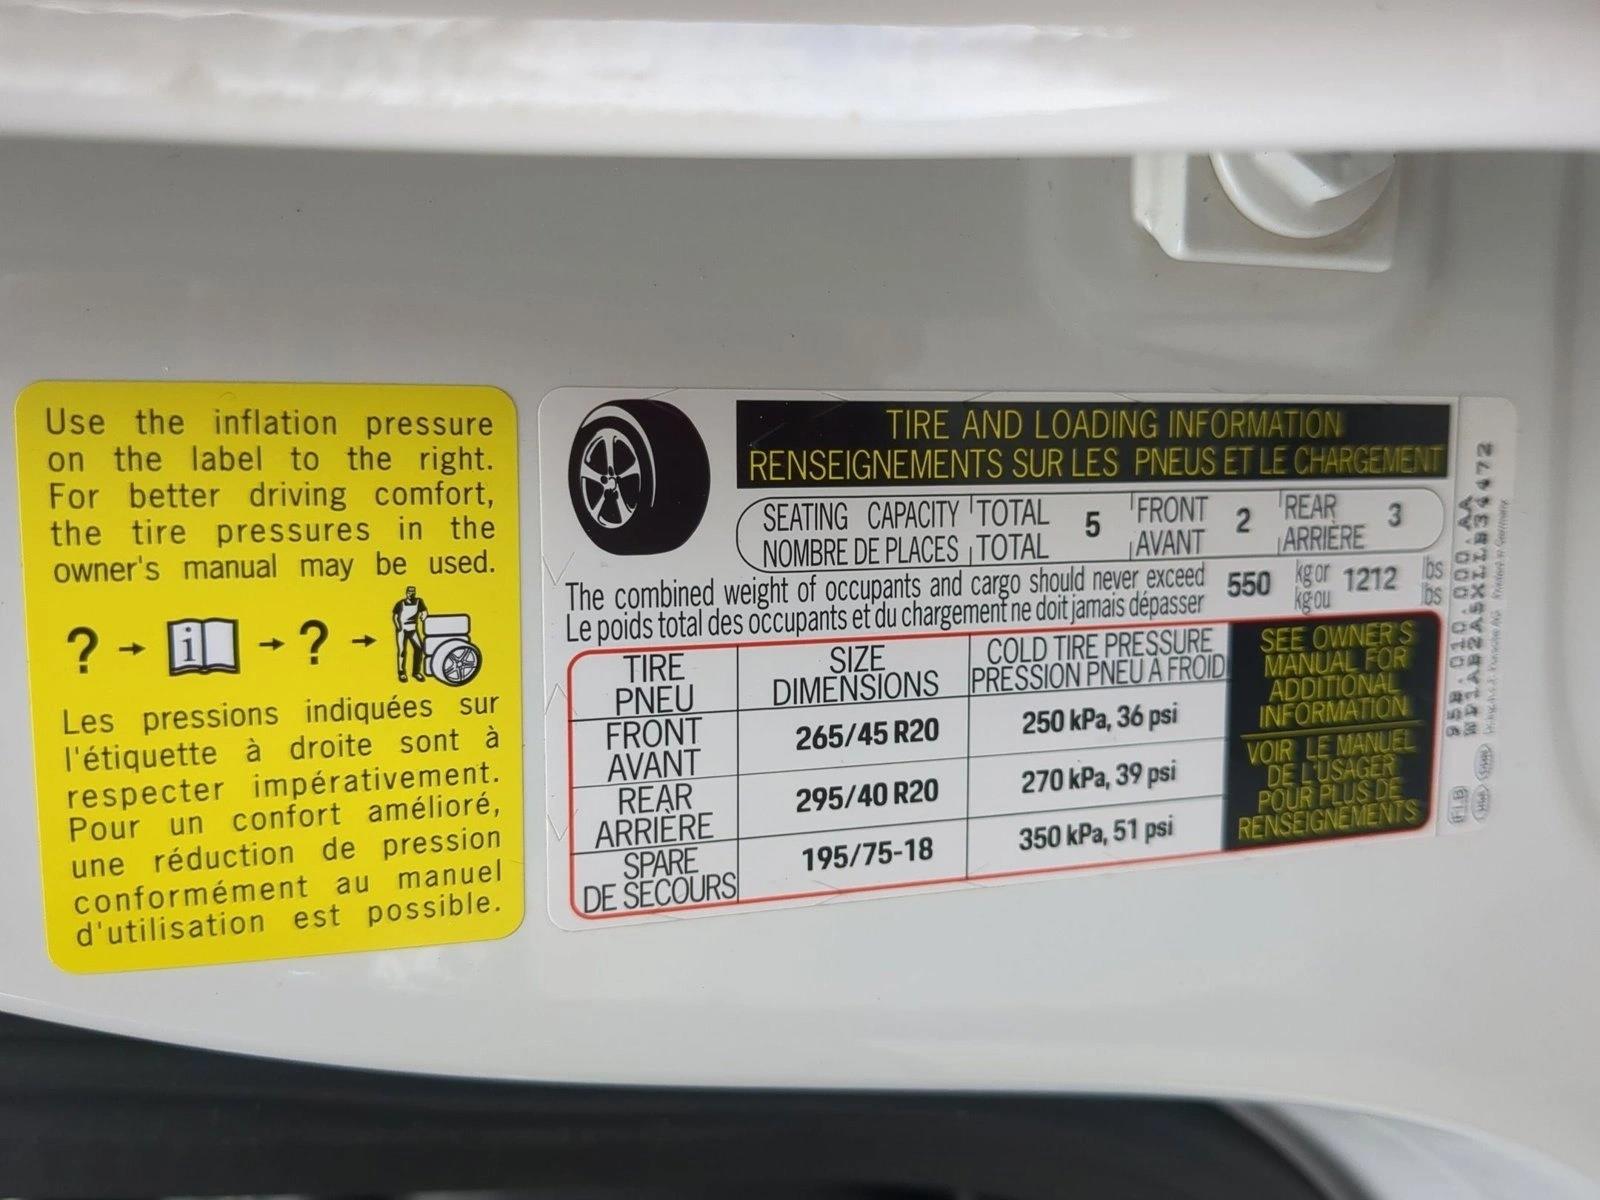 Use the inflation pressure
on the label to the right.
For better driving comfort,
the tire pressures in the
owner's manual may be used.
? → i → ? →
Les pressions indiquées sur
l'étiquette à droite sont à
respecter impérativement.
Pour un confort amélioré,
une réduction de pression
conformément au manuel
d'utilisation est possible.
TIRE AND LOADING INFORMATION
RENSEIGNEMENTS SUR LES PNEUS ET LE CHARGEMENT
SEATING CAPACITY TOTAL 5 FRONT 2 REAR 3
NOMBRE DE PLACES TOTAL AVANT ARRIÈRE
The combined weight of occupants and cargo should never exceed 550 kg or 1212 lbs
Le poids total des occupants et du chargement ne doit jamais dépasser kg ou lbs
TIRE SIZE COLD TIRE PRESSURE
PNEU DIMENSIONS PRESSION PNEU A FROID
FRONT 265/45 R20 250 kPa, 36 psi
AVANT
REAR 295/40 R20 270 kPa, 39 psi
ARRIÈRE
SPARE 195/75-18 350 kPa, 51 psi
DE SECOURS
SEE OWNER'S
MANUAL FOR
ADDITIONAL
INFORMATION
VOIR LE MANUEL
DE L'USAGER
POUR PLUS DE
RENSEIGNEMENTS
95B.010.000.AA
WP1AB2A5XLLB34472